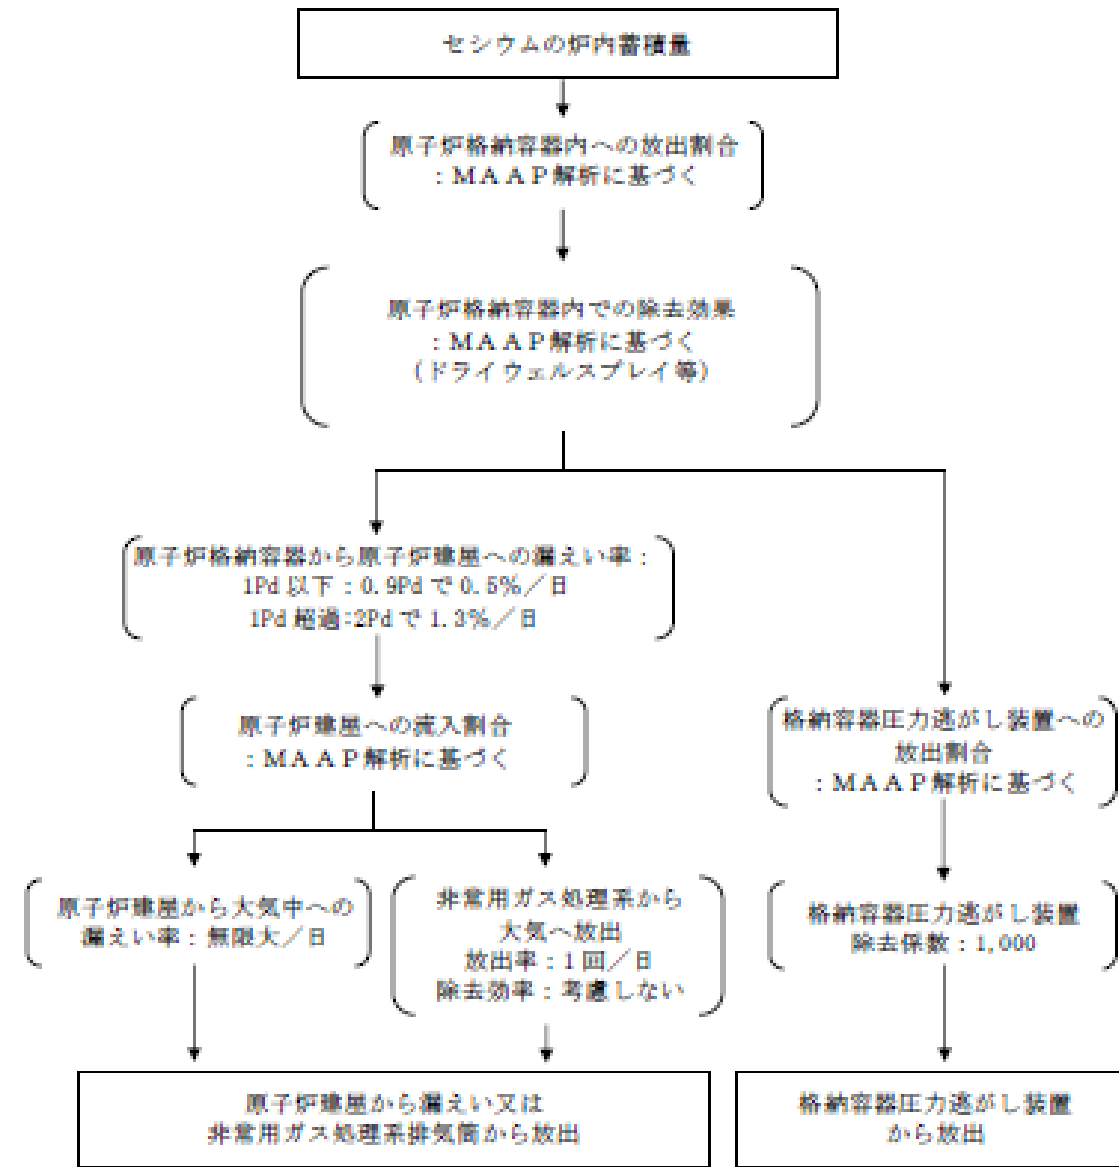 セシウムの炉内蓄積量
原子炉格納容器内への放出割合
：ＭＡＡＰ解析に基づく
原子炉格納容器内での除去効果
：ＭＡＡＰ解析に基づく
(ドライウェルスプレイ等)
原子炉格納容器から原子炉建屋への漏えい率：
1Pd 以下：0.9Pd で 0.5%／日
1Pd 超過:2Pd で 1.3%／日
原子炉建屋への流入割合
：ＭＡＡＰ解析に基づく
格納容器圧力逃がし装置への
放出割合
：ＭＡＡＰ解析に基づく
原子炉建屋から大気中への
漏えい率：無限大／日
非常用ガス処理系から
大気へ放出
放出率：1 回／日
除去効率：考慮しない
格納容器圧力逃がし装置
除去係数：1,000
原子炉建屋から漏えい又は
非常用ガス処理系排気筒から放出
格納容器圧力逃がし装置
から放出